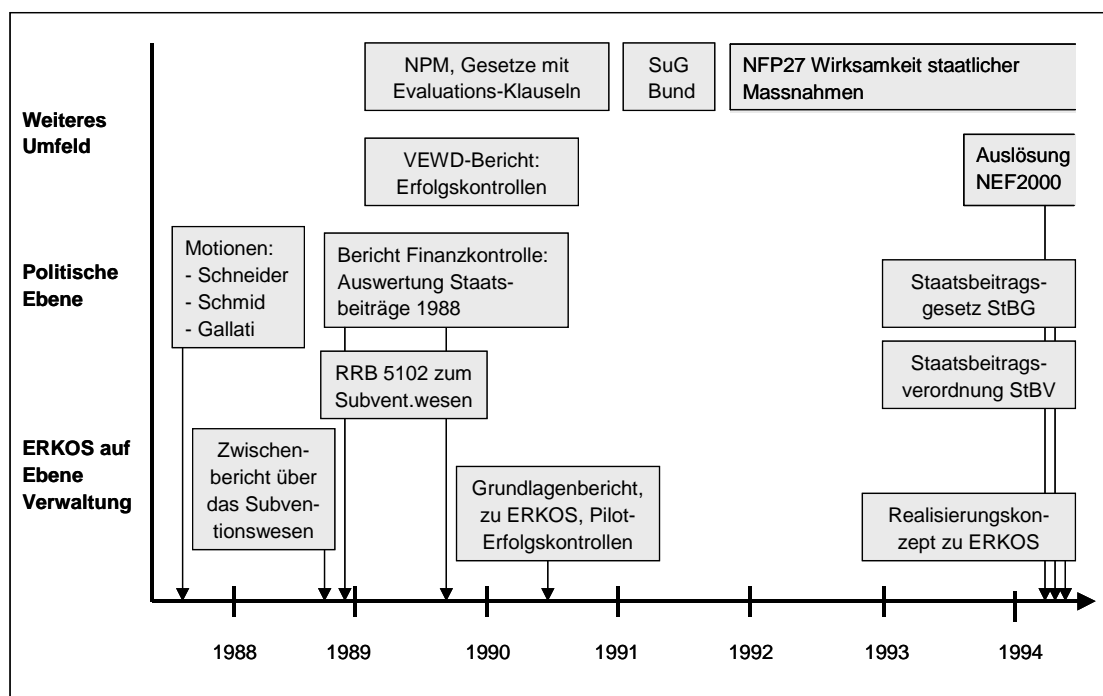 NPM, Gesetze mit
Evaluations-Klauseln
SuG
Bund
NFP27 Wirksamkeit staatlicher
Massnahmen
Weiteres
Umfeld
VEWD-Bericht:
Erfolgskontrollen
Auslösung
NEF2000
Politische
Ebene
Motionen:
- Schneider
- Schmid
- Gallati
Bericht Finanzkontrolle:
Auswertung Staats-
beiträge 1988
Staatsbeitrags-
gesetz StBG
RRB 5102 zum
Subvent.wesen
Staatsbeitrags-
verordnung StBV
ERKOS auf
Ebene
Verwaltung
Zwischen-
bericht über
das Subven-
tionswesen
Grundlagenbericht,
zu ERKOS, Pilot-
Erfolgskontrollen
Realisierungskon-
zept zu ERKOS
1988
1989
1990
1991
1992
1993
1994